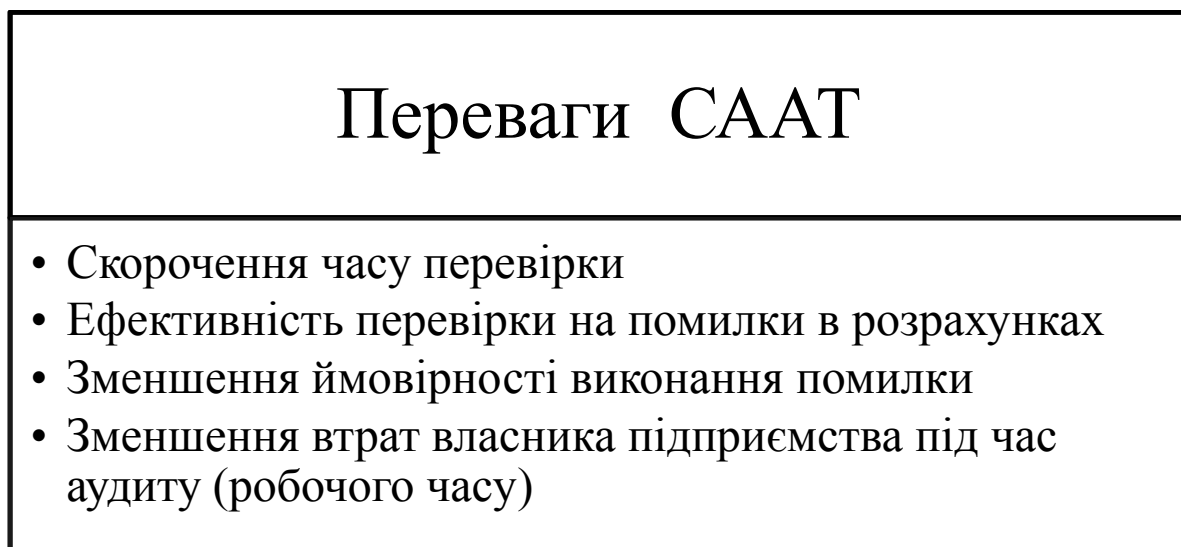 Переваги СААТ
• Скорочення часу перевірки
• Ефективність перевірки на помилки в розрахунках
• Зменшення ймовірності виконання помилки
• Зменшення втрат власника підприємства під час
аудиту (робочого часу)